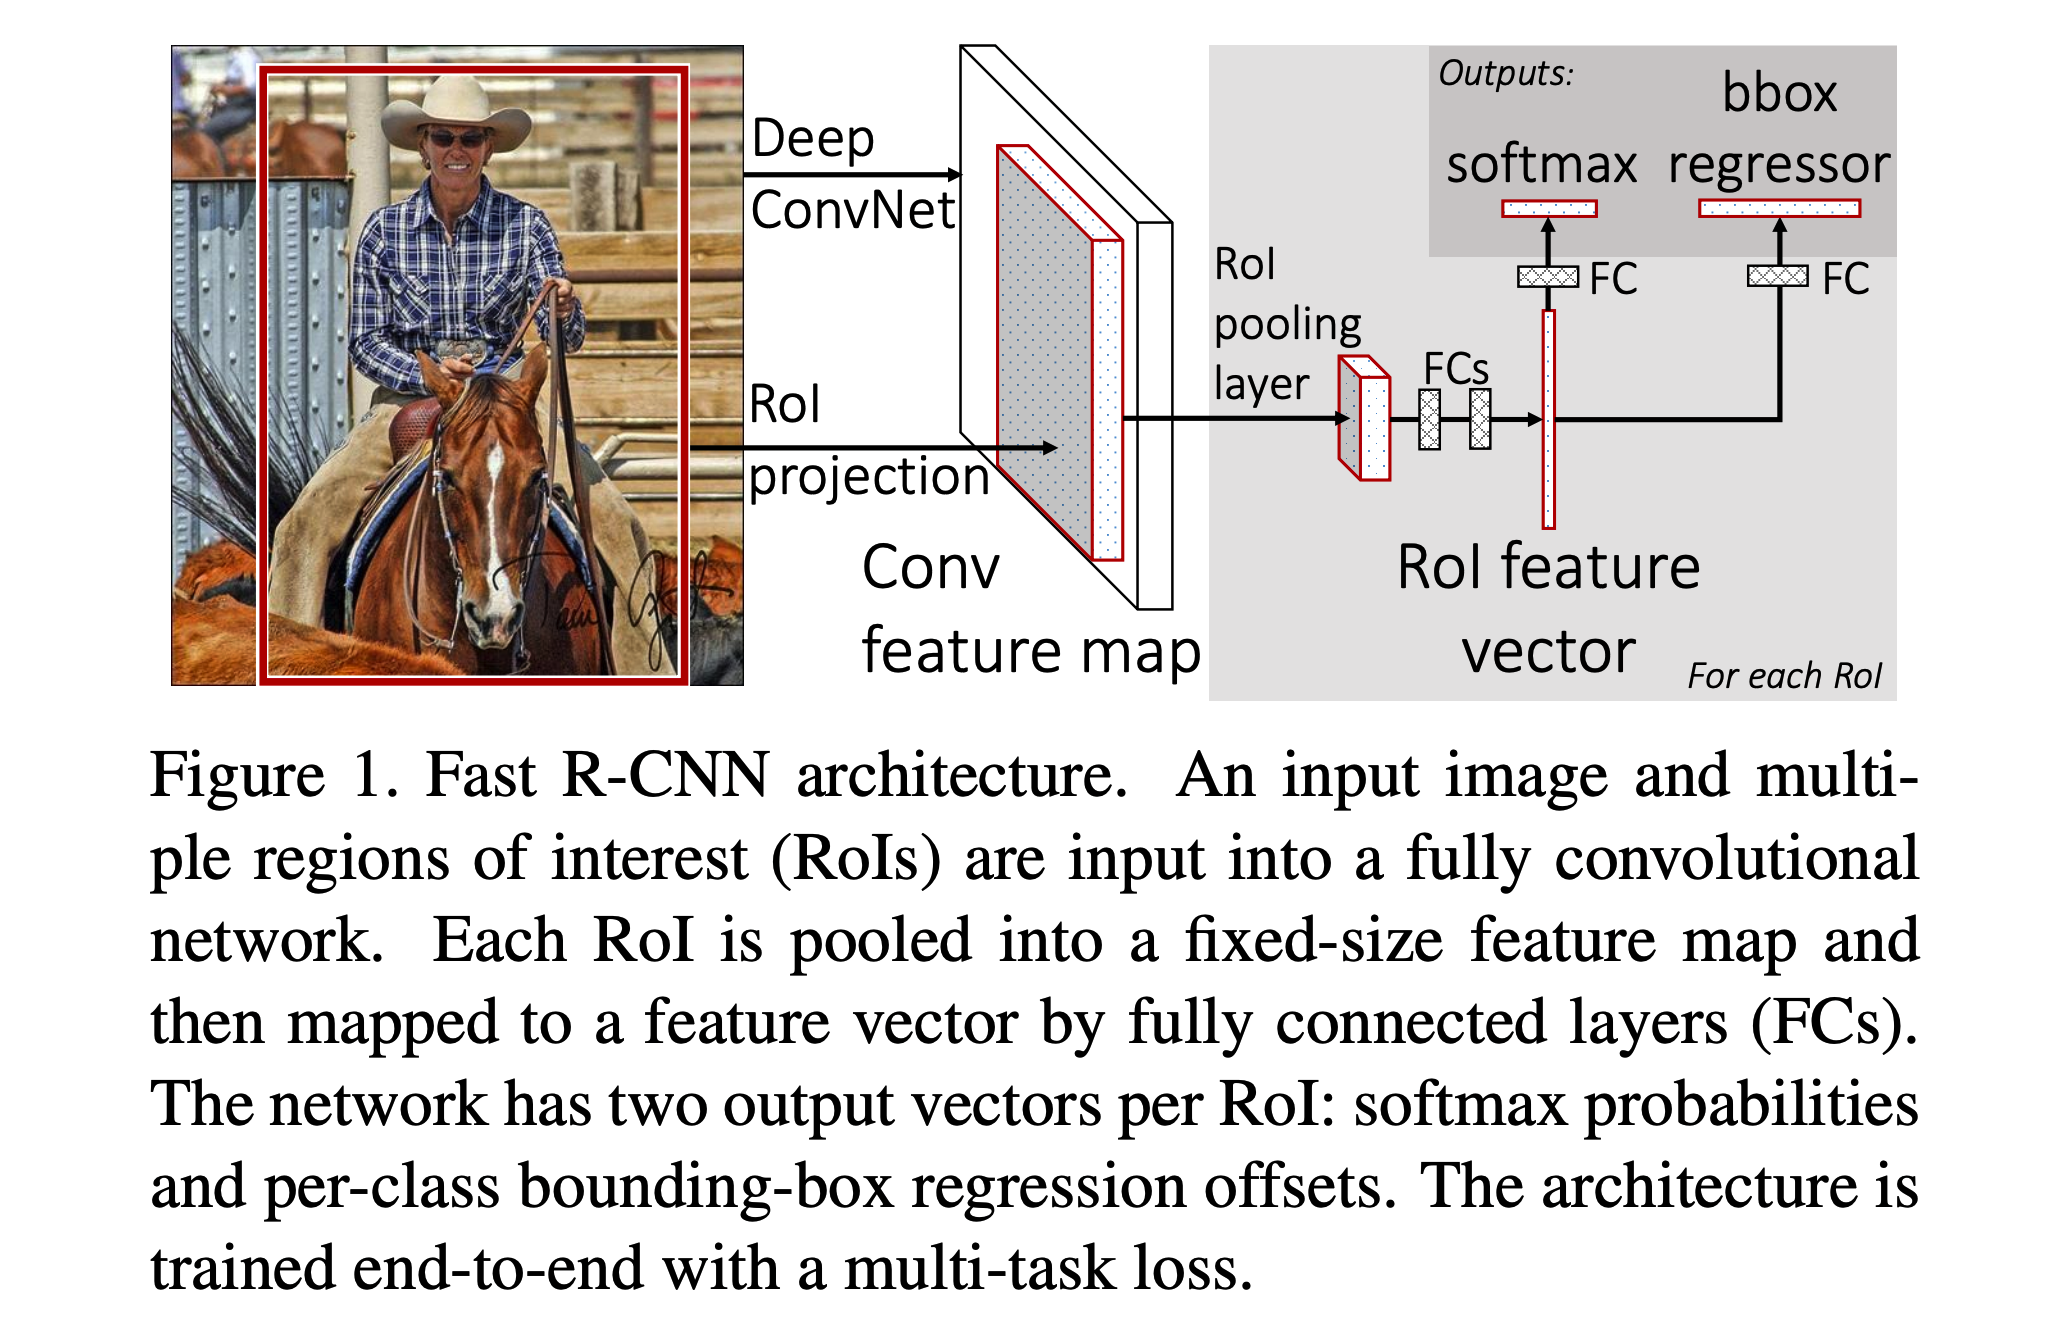 Deep
ConvNet
RoI
projection
Conv
feature map
RoI
pooling
layer
FCs
Outputs:
softmax
bbox
regressor
FC
FC
RoI feature
vector
For each RoI
Figure 1. Fast R-CNN architecture. An input image and multi-
ple regions of interest (RoIs) are input into a fully convolutional
network. Each RoI is pooled into a fixed-size feature map and
then mapped to a feature vector by fully connected layers (FCs).
The network has two output vectors per RoI: softmax probabilities
and per-class bounding-box regression offsets. The architecture is
trained end-to-end with a multi-task loss.